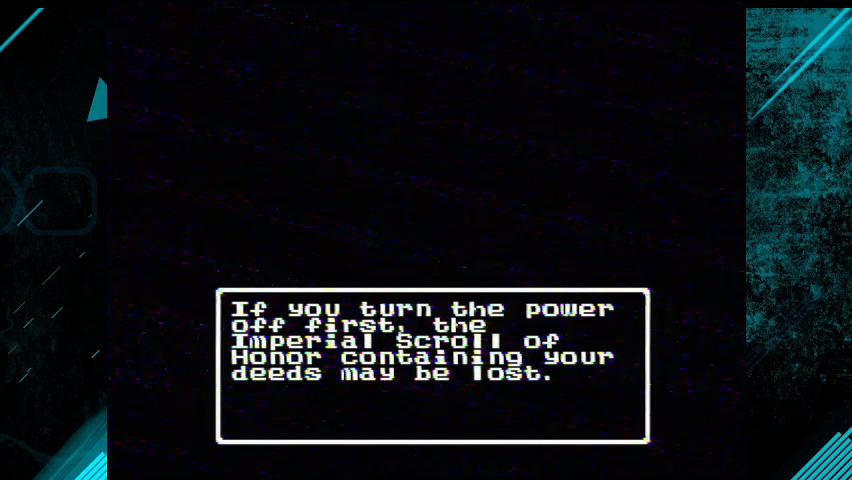 If you turn the power
off first, the
Imperial Scroll of
Honor containing your
deeds may be lost.